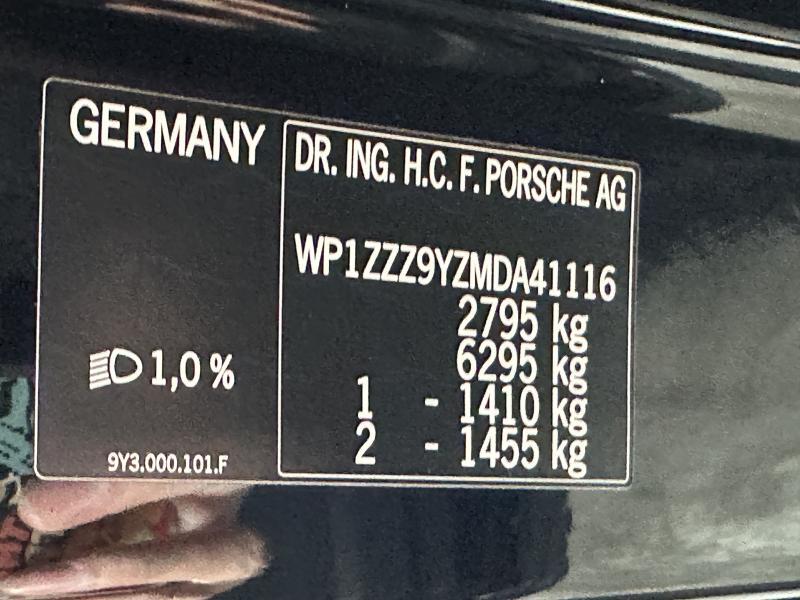 GERMANY
DR. ING. H.C. F. PORSCHE AG
WP1ZZZ9YZMDA41116
2795 kg
6295 kg
1 - 1410 kg
2 - 1455 kg
1,0 %
9Y3.000.101.F